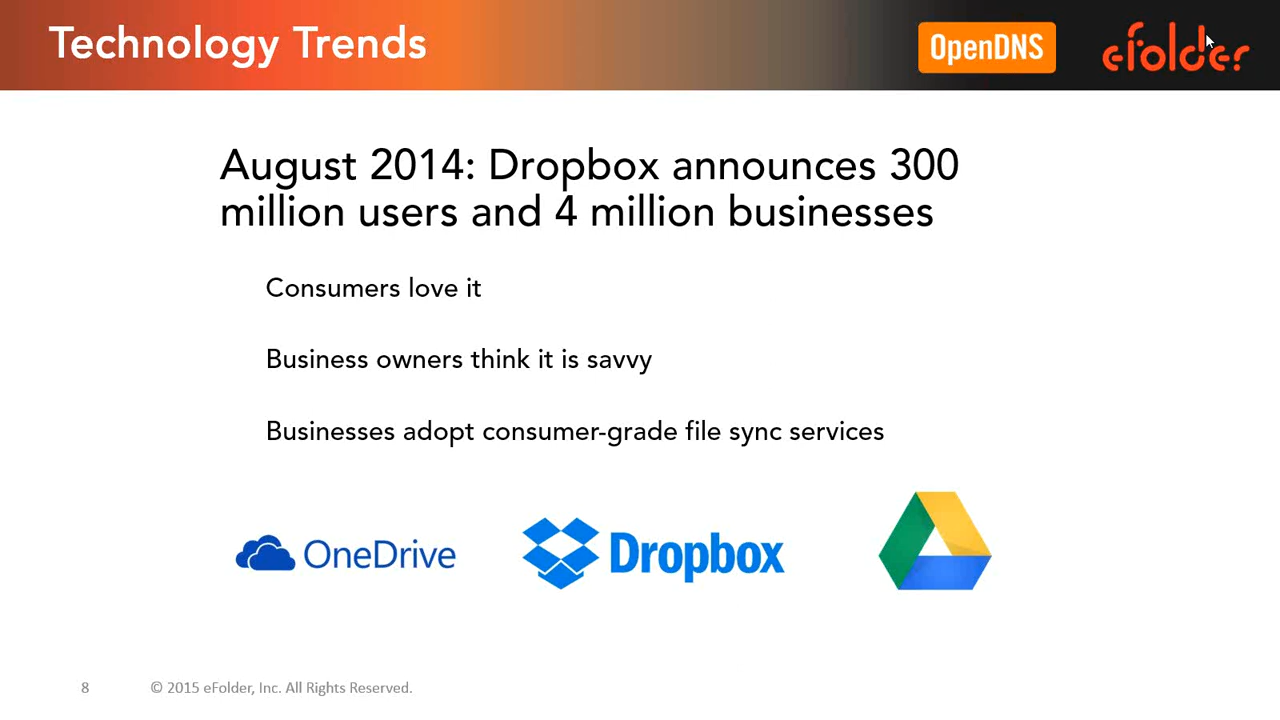 Technology Trends
OpenDNS
eFolder
August 2014: Dropbox announces 300
million users and 4 million businesses
Consumers love it
Business owners think it is savvy
Businesses adopt consumer-grade file sync services
OneDrive
Dropbox
8
© 2015 eFolder, Inc. All Rights Reserved.